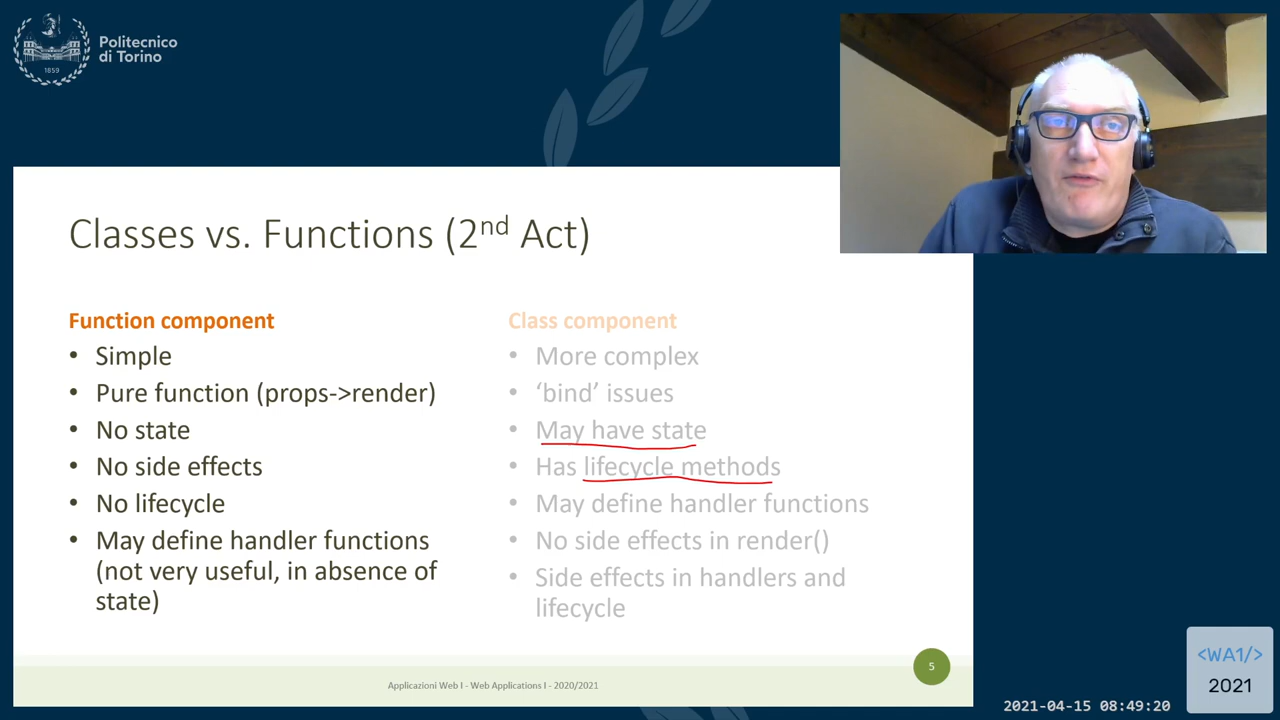 Politecnico
di Torino
1859
Classes vs. Functions (2nd Act)
Function component
• Simple
• Pure function (props->render)
• No state
• No side effects
• No lifecycle
• May define handler functions
(not very useful, in absence of
state)
Class component
• More complex
• ‘bind’ issues
• May have state
• Has lifecycle methods
• May define handler functions
• No side effects in render()
• Side effects in handlers and
lifecycle
Applicazioni Web I - Web Applications I - 2020/2021
5
<WA1/>
2021
2021-04-15 08:49:20